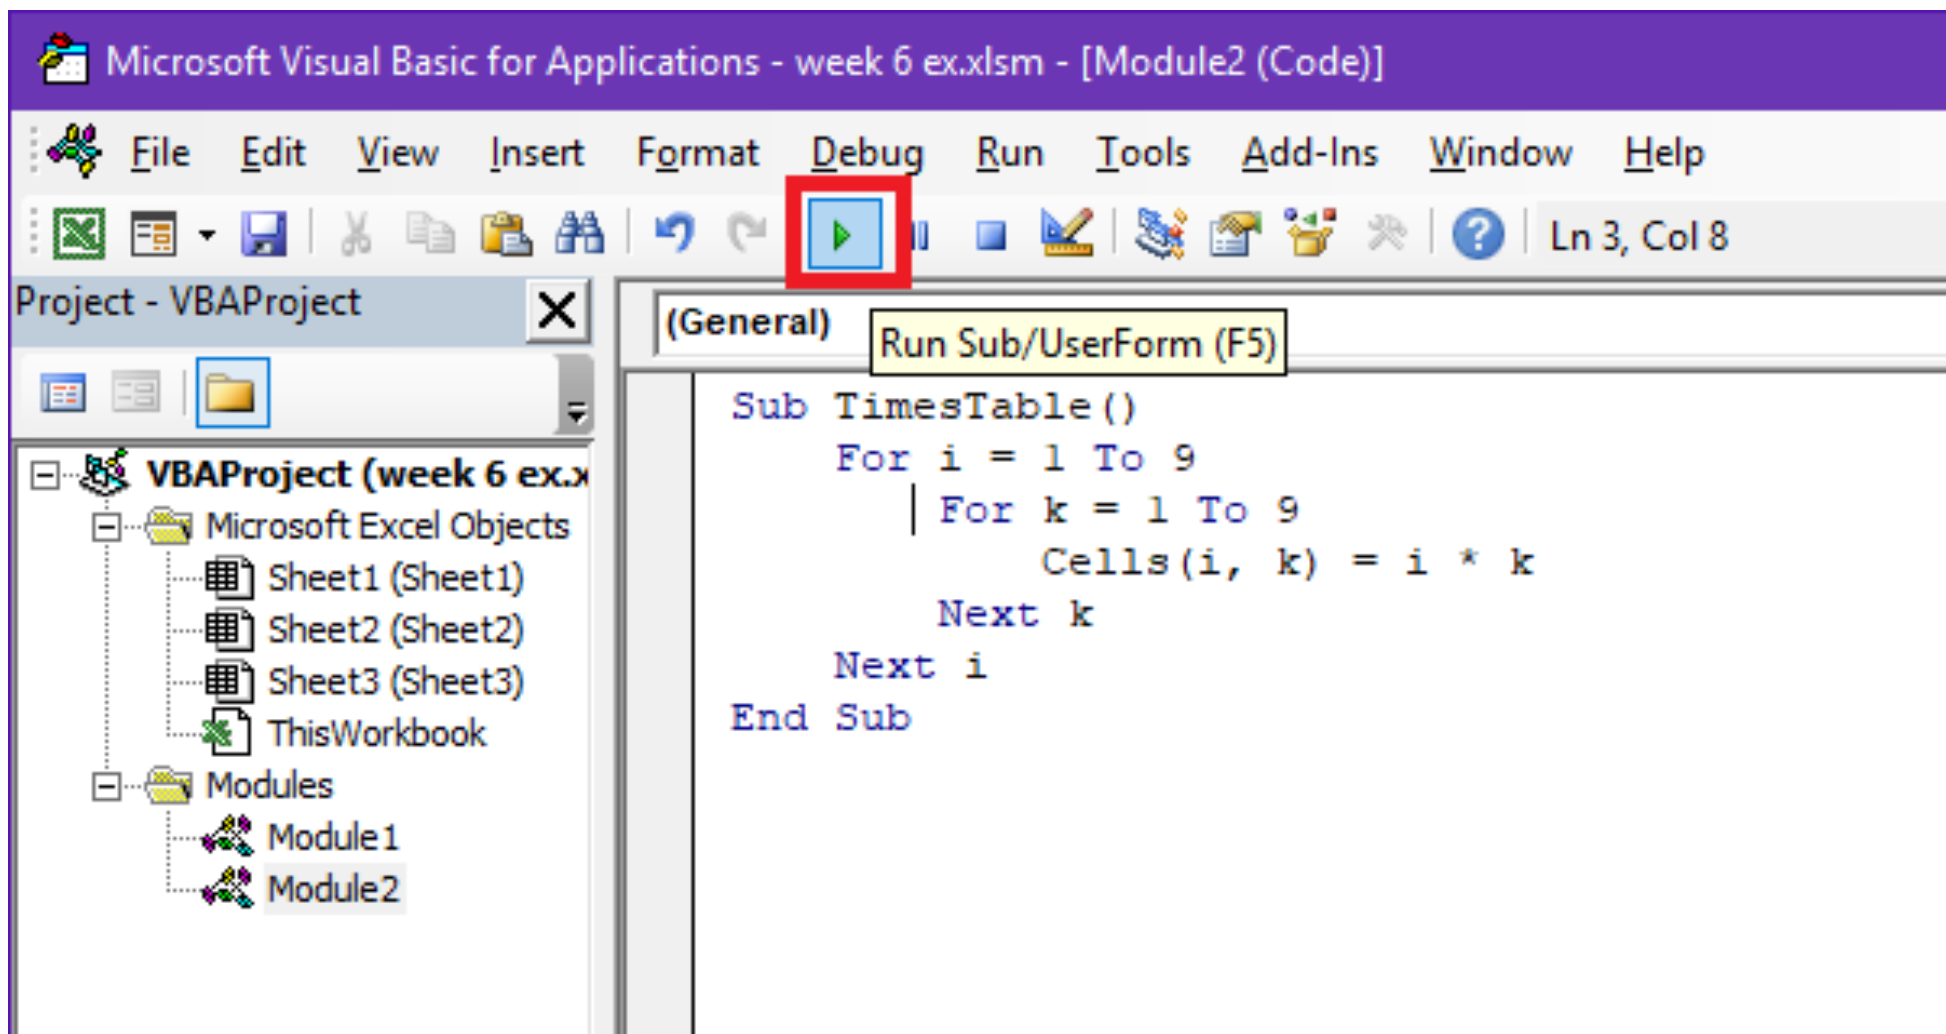 Microsoft Visual Basic for Applications - week 6 ex.xlsm - [Module2 (Code)]
File Edit View Insert Format Debug Run Tools Add-Ins Window Help
Ln 3, Col 8
Project - VBAProject
(General)
Run Sub/UserForm (F5)
VBAProject (week 6 ex.x
Microsoft Excel Objects
Sheet1 (Sheet1)
Sheet2 (Sheet2)
Sheet3 (Sheet3)
ThisWorkbook
Modules
Module1
Module2
Sub TimesTable()
For i = 1 To 9
For k = 1 To 9
Cells(i, k) = i * k
Next k
Next i
End Sub